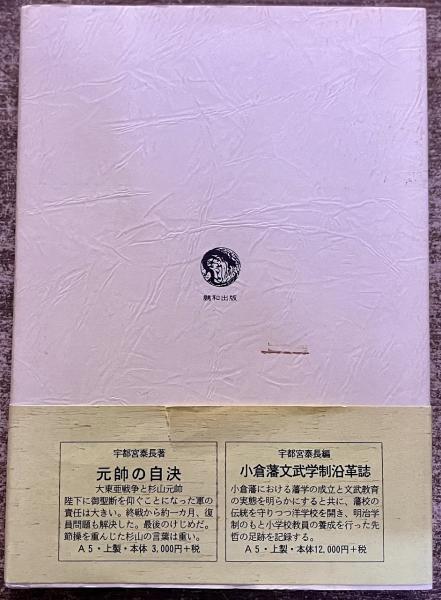 鵬和出版
宇都宮泰長著
元帥の自決
大東亜戦争と杉山元帥
陛下に御聖断を仰ぐことになった軍の
責任は大きい。終戦から約一カ月、復
員問題も解決した。最後のけじめだ。
節操を重んじた杉山の言葉は重い。
A5・上製・本体 3,000円+税
宇都宮泰長編
小倉藩文武学制沿革誌
小倉藩における藩学の成立と文武教育
の実態を明らかにすると共に、藩校の
伝統を守りつつ洋学校を開き、明治学
制のもと小学校教員の養成を行った先
哲の足跡を記録する。
A5・上製・本体12,000円+税